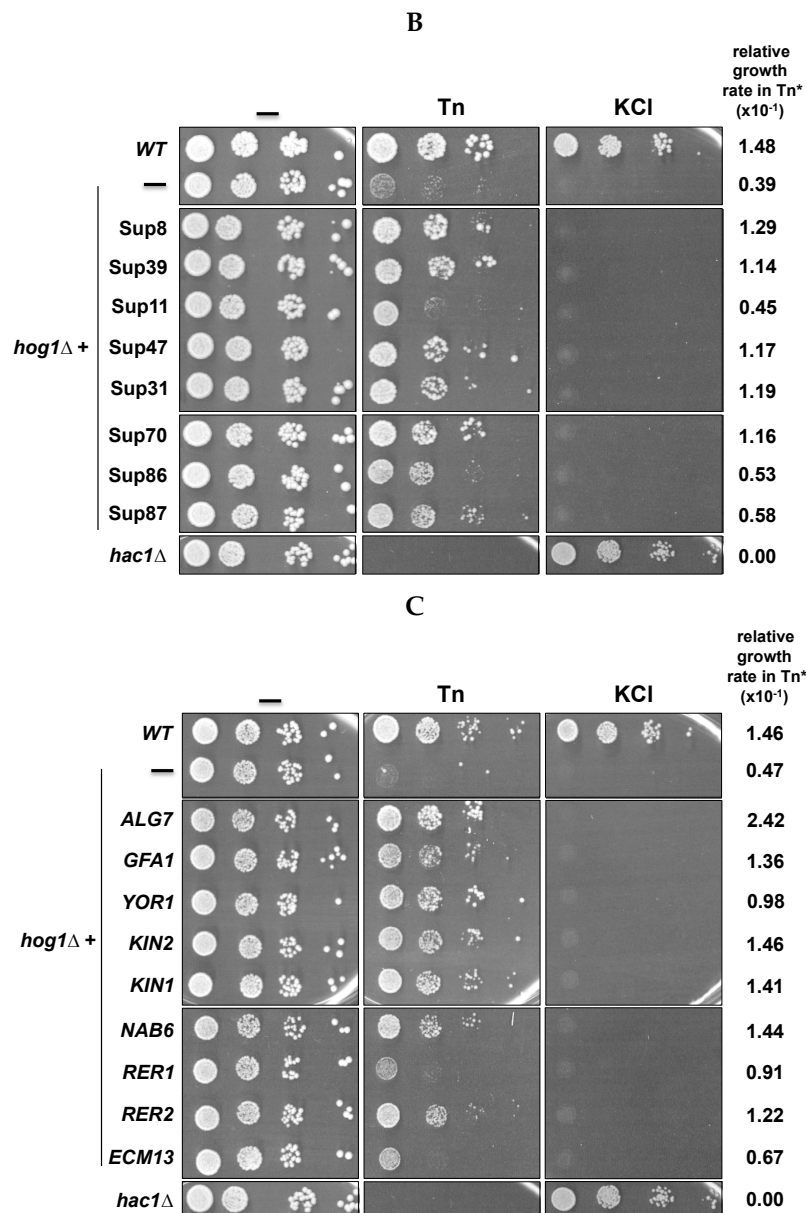 B
relative
growth
rate in Tn*
(x10-1)
— Tn KCl
WT 1.48
— 0.39
Sup8 1.29
Sup39 1.14
Sup11 0.45
hog1Δ +
Sup47 1.17
Sup31 1.19
Sup70 1.16
Sup86 0.53
Sup87 0.58
hac1Δ 0.00
C
relative
growth
rate in Tn*
(x10-1)
— Tn KCl
WT 1.46
— 0.47
ALG7 2.42
GFA1 1.36
YOR1 0.98
hog1Δ +
KIN2 1.46
KIN1 1.41
NAB6 1.44
RER1 0.91
RER2 1.22
ECM13 0.67
hac1Δ 0.00